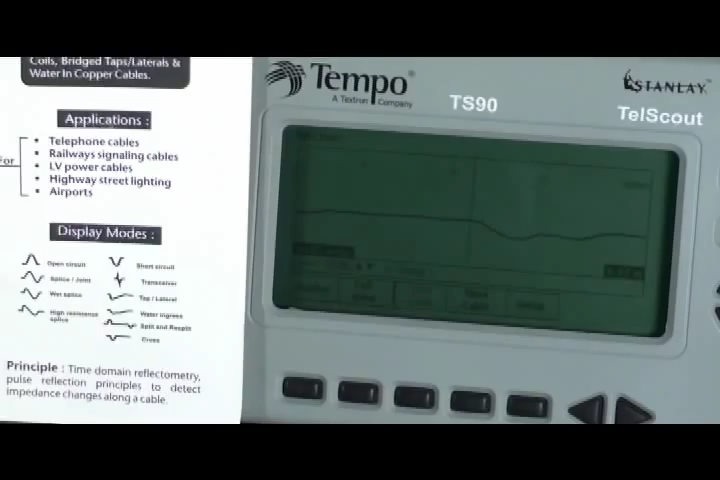 Coils, Bridged Taps/Laterals &
Water In Copper Cables.
Applications :
For
• Telephone cables
• Railways signaling cables
• LV power cables
• Highway street lighting
• Airports
Display Modes :
Open circuit
Short circuit
Splice / Joint
Transceiver
Wet splice
Tap / Lateral
High resistance
splice
Water ingress
Split and Resplit
Cross
Principle : Time domain reflectometry,
pulse reflection principles to detect
impedance changes along a cable.
Tempo®
A Textron Company
TS90
STANLAY
TelScout